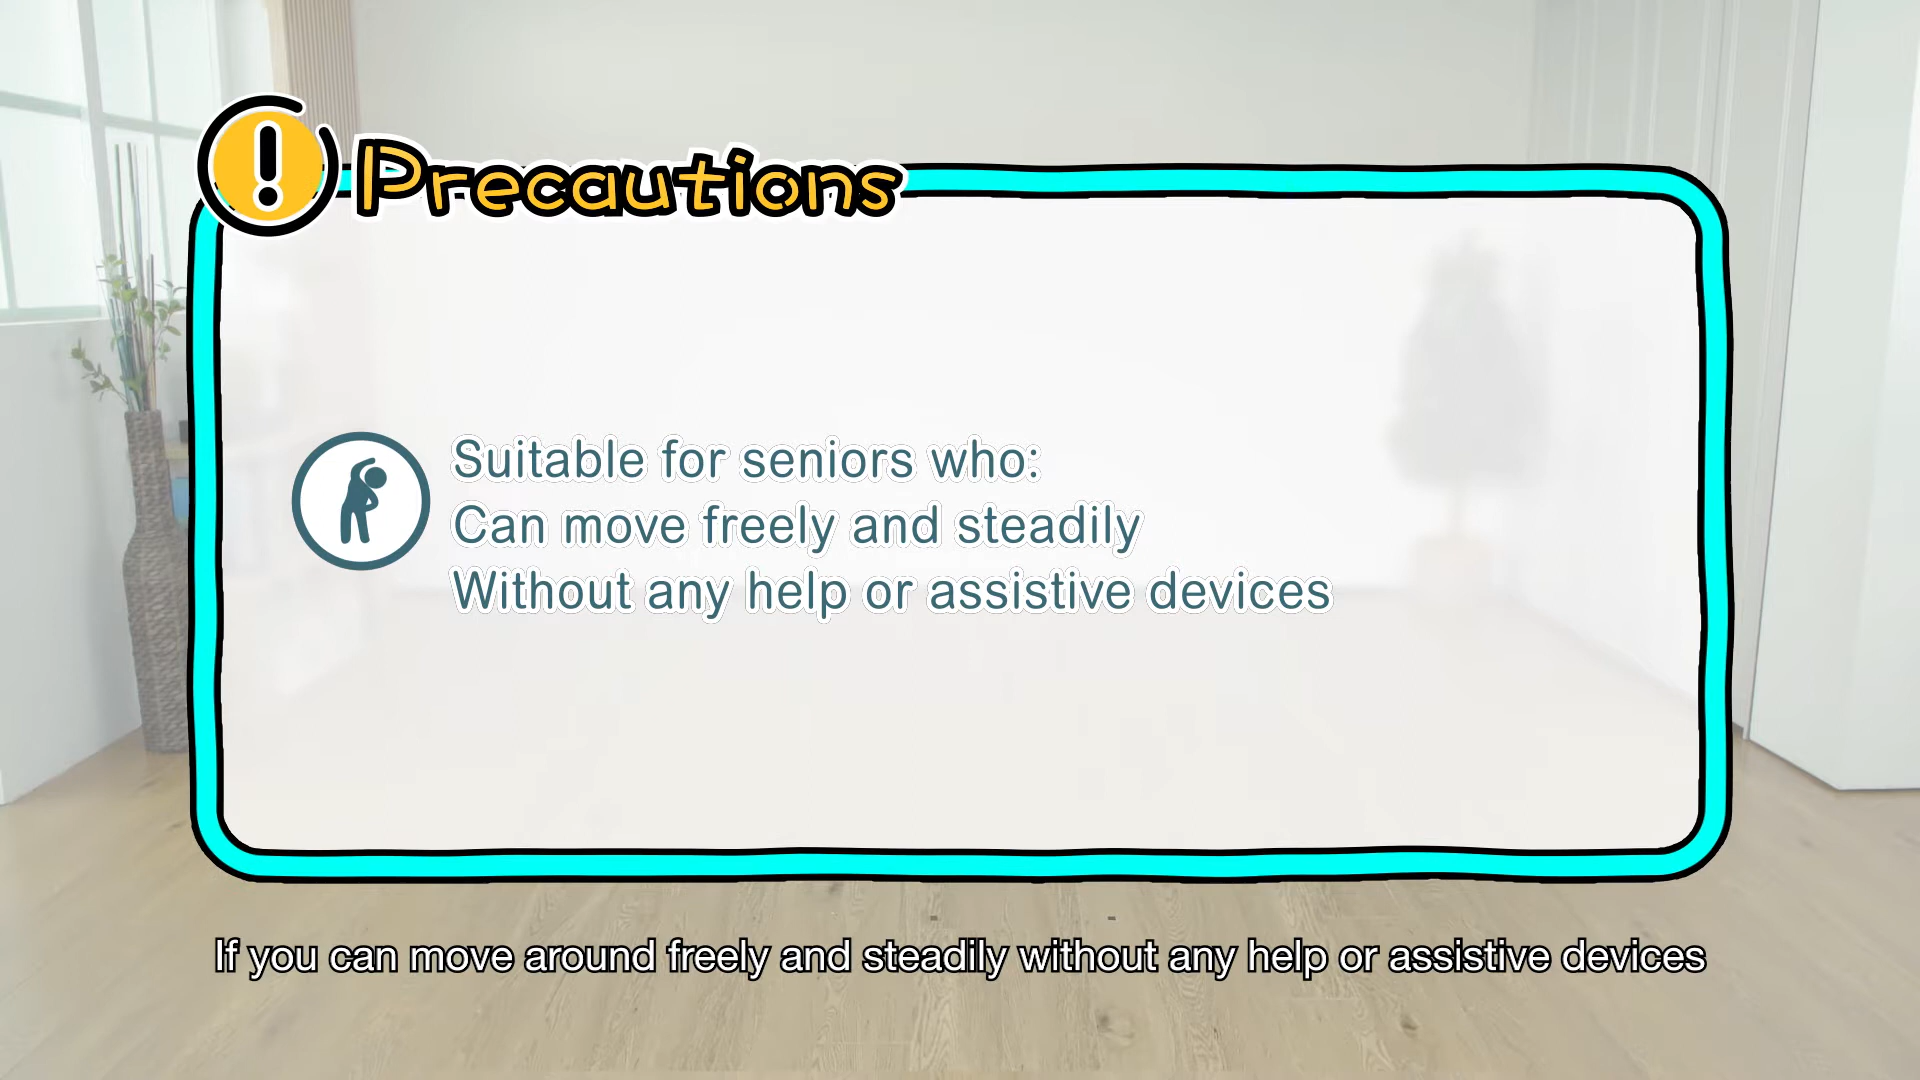 Precautions
Suitable for seniors who:
Can move freely and steadily
Without any help or assistive devices
If you can move around freely and steadily without any help or assistive devices